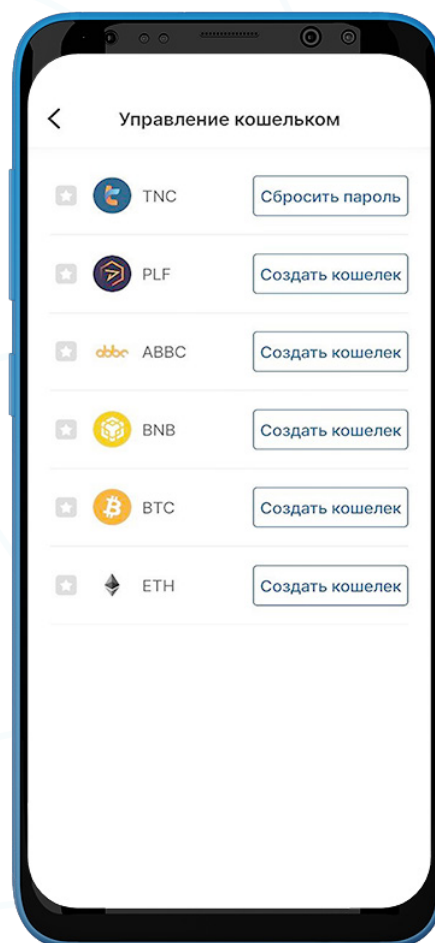 Управление кошельком
TNC Сбросить пароль
PLF Создать кошелек
abbc ABBC Создать кошелек
BNB Создать кошелек
BTC Создать кошелек
ETH Создать кошелек